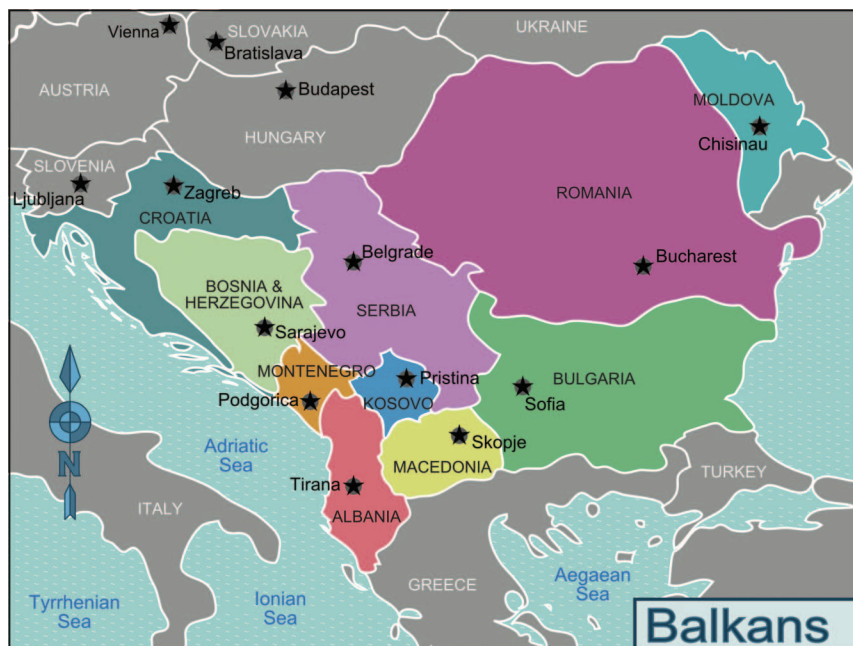 Vienna
SLOVAKIA
Bratislava
UKRAINE
AUSTRIA
Budapest
HUNGARY
MOLDOVA
Chisinau
SLOVENIA
Ljubljana
Zagreb
CROATIA
ROMANIA
Belgrade
Bucharest
BOSNIA &
HERZEGOVINA
SERBIA
Sarajevo
MONTENEGRO
Pristina
BULGARIA
Podgorica
KOSOVO
Sofia
Adriatic
Sea
Skopje
MACEDONIA
N
TURKEY
Tirana
ITALY
ALBANIA
GREECE
Aegaean
Sea
Tyrrhenian
Sea
Ionian
Sea
Balkans